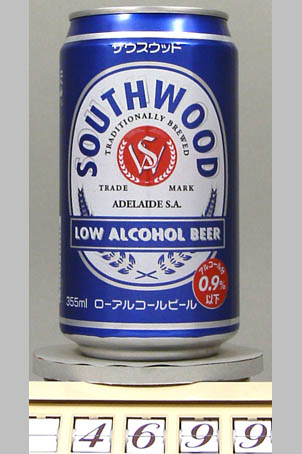 サウスウッド
SOUTHWOOD
TRADITIONALLY BREWED
SW
TRADE MARK
ADELAIDE S.A.
LOW ALCOHOL BEER
アルコール分
0.9%
以下
355ml ローアルコールビール
4699